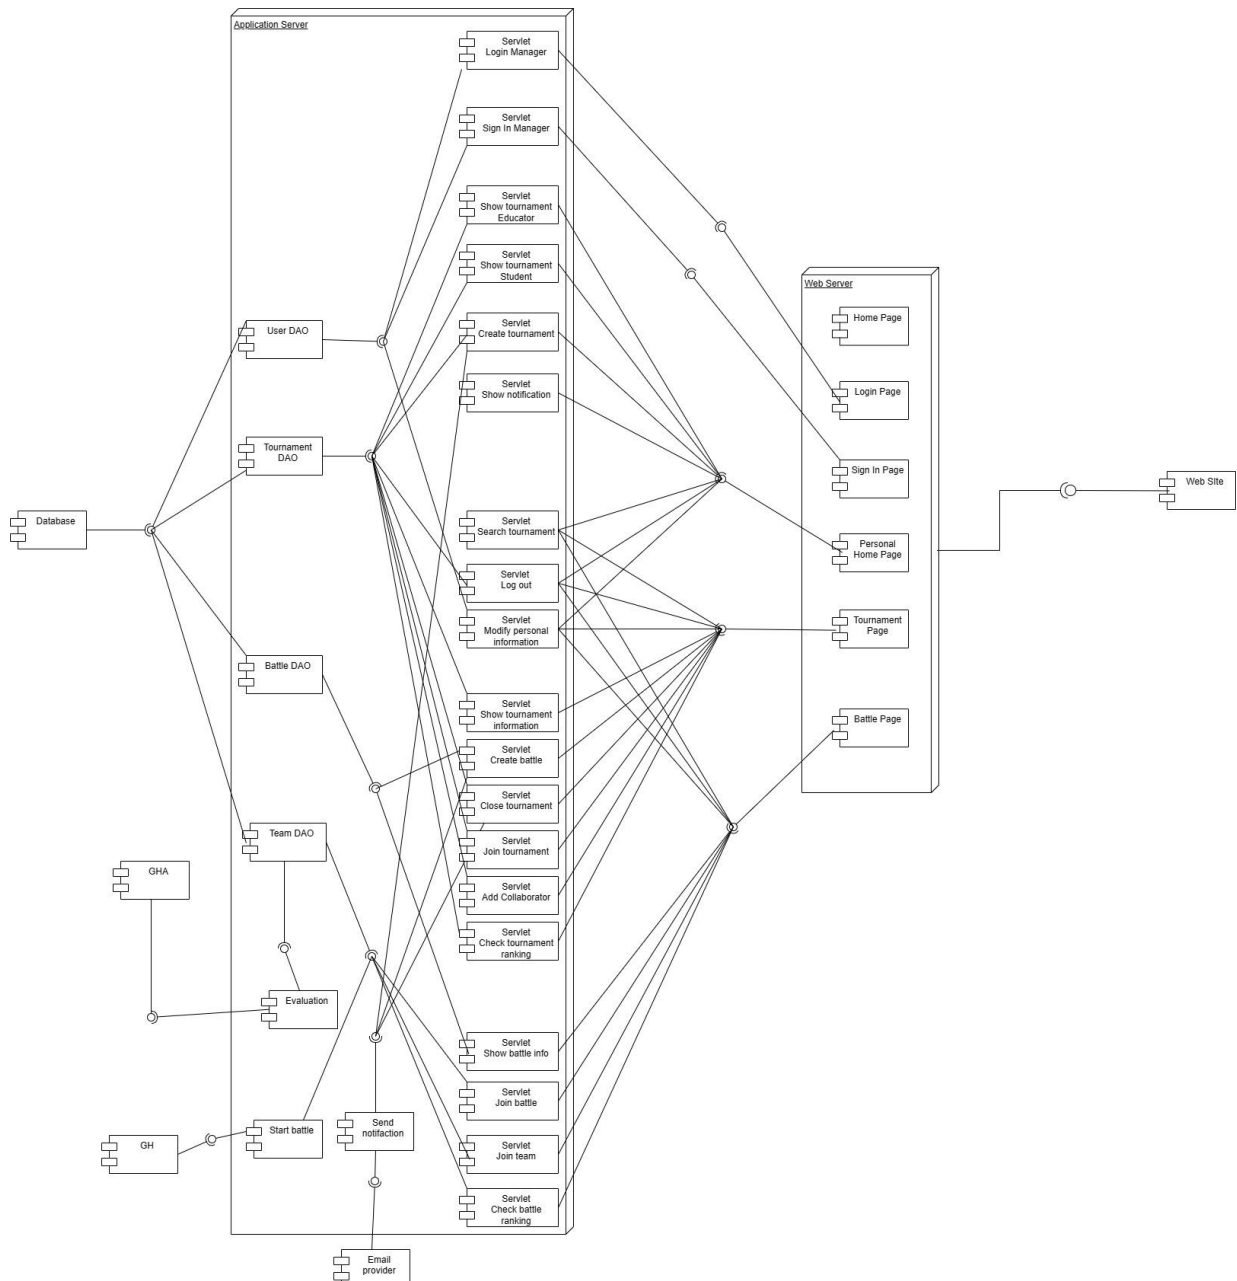 Application Server
Servlet
Login Manager
Servlet
Sign In Manager
Servlet
Show tournament
Educator
Servlet
Show tournament
Student
Servlet
Create tournament
Servlet
Show notification
Servlet
Search tournament
Servlet
Log out
Servlet
Modify personal
information
Servlet
Show tournament
information
Servlet
Create battle
Servlet
Close tournament
Servlet
Join tournament
Servlet
Add Collaborator
Servlet
Check tournament
ranking
Servlet
Show battle info
Servlet
Join battle
Servlet
Join team
Servlet
Check battle
ranking
User DAO
Tournament
DAO
Battle DAO
Team DAO
Evaluation
Start battle
Send
notifaction
Database
GHA
GH
Email
provider
Web Server
Home Page
Login Page
Sign In Page
Personal
Home Page
Tournament
Page
Battle Page
Web SIte